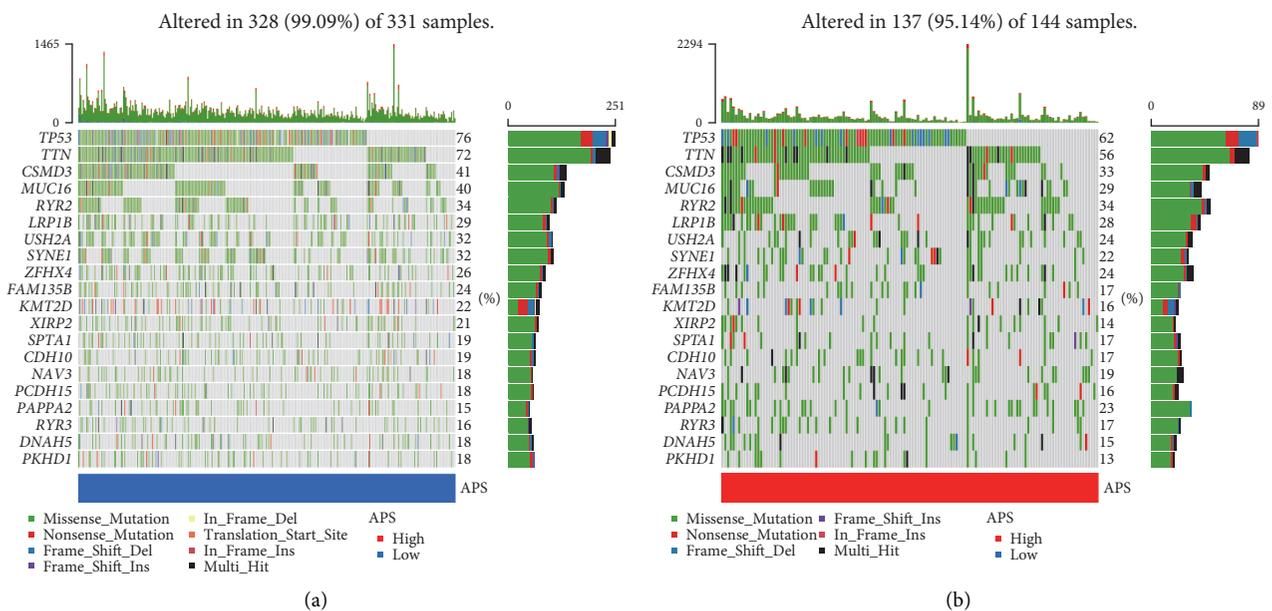 Altered in 328 (99.09%) of 331 samples.
1465
0
0 251
TP53 76
TTN 72
CSMD3 41
MUC16 40
RYR2 34
LRP1B 29
USH2A 32
SYNE1 32
ZFHX4 26
FAM135B 24
(%)
KMT2D 22
XIRP2 21
SPTA1 19
CDH10 19
NAV3 18
PCDH15 18
PAPPA2 15
RYR3 16
DNAH5 18
PKHD1 18
APS
Missense_Mutation In_Frame_Del APS
Nonsense_Mutation Translation_Start_Site High
Frame_Shift_Del In_Frame_Ins Low
Frame_Shift_Ins Multi_Hit
(a)
Altered in 137 (95.14%) of 144 samples.
2294
0
0 89
TP53 62
TTN 56
CSMD3 33
MUC16 29
RYR2 34
LRP1B 28
USH2A 24
SYNE1 22
ZFHX4 24
FAM135B 17
(%)
KMT2D 16
XIRP2 14
SPTA1 17
CDH10 17
NAV3 19
PCDH15 16
PAPPA2 23
RYR3 17
DNAH5 15
PKHD1 13
APS
Missense_Mutation Frame_Shift_Ins APS
Nonsense_Mutation In_Frame_Ins High
Frame_Shift_Del Multi_Hit Low
(b)